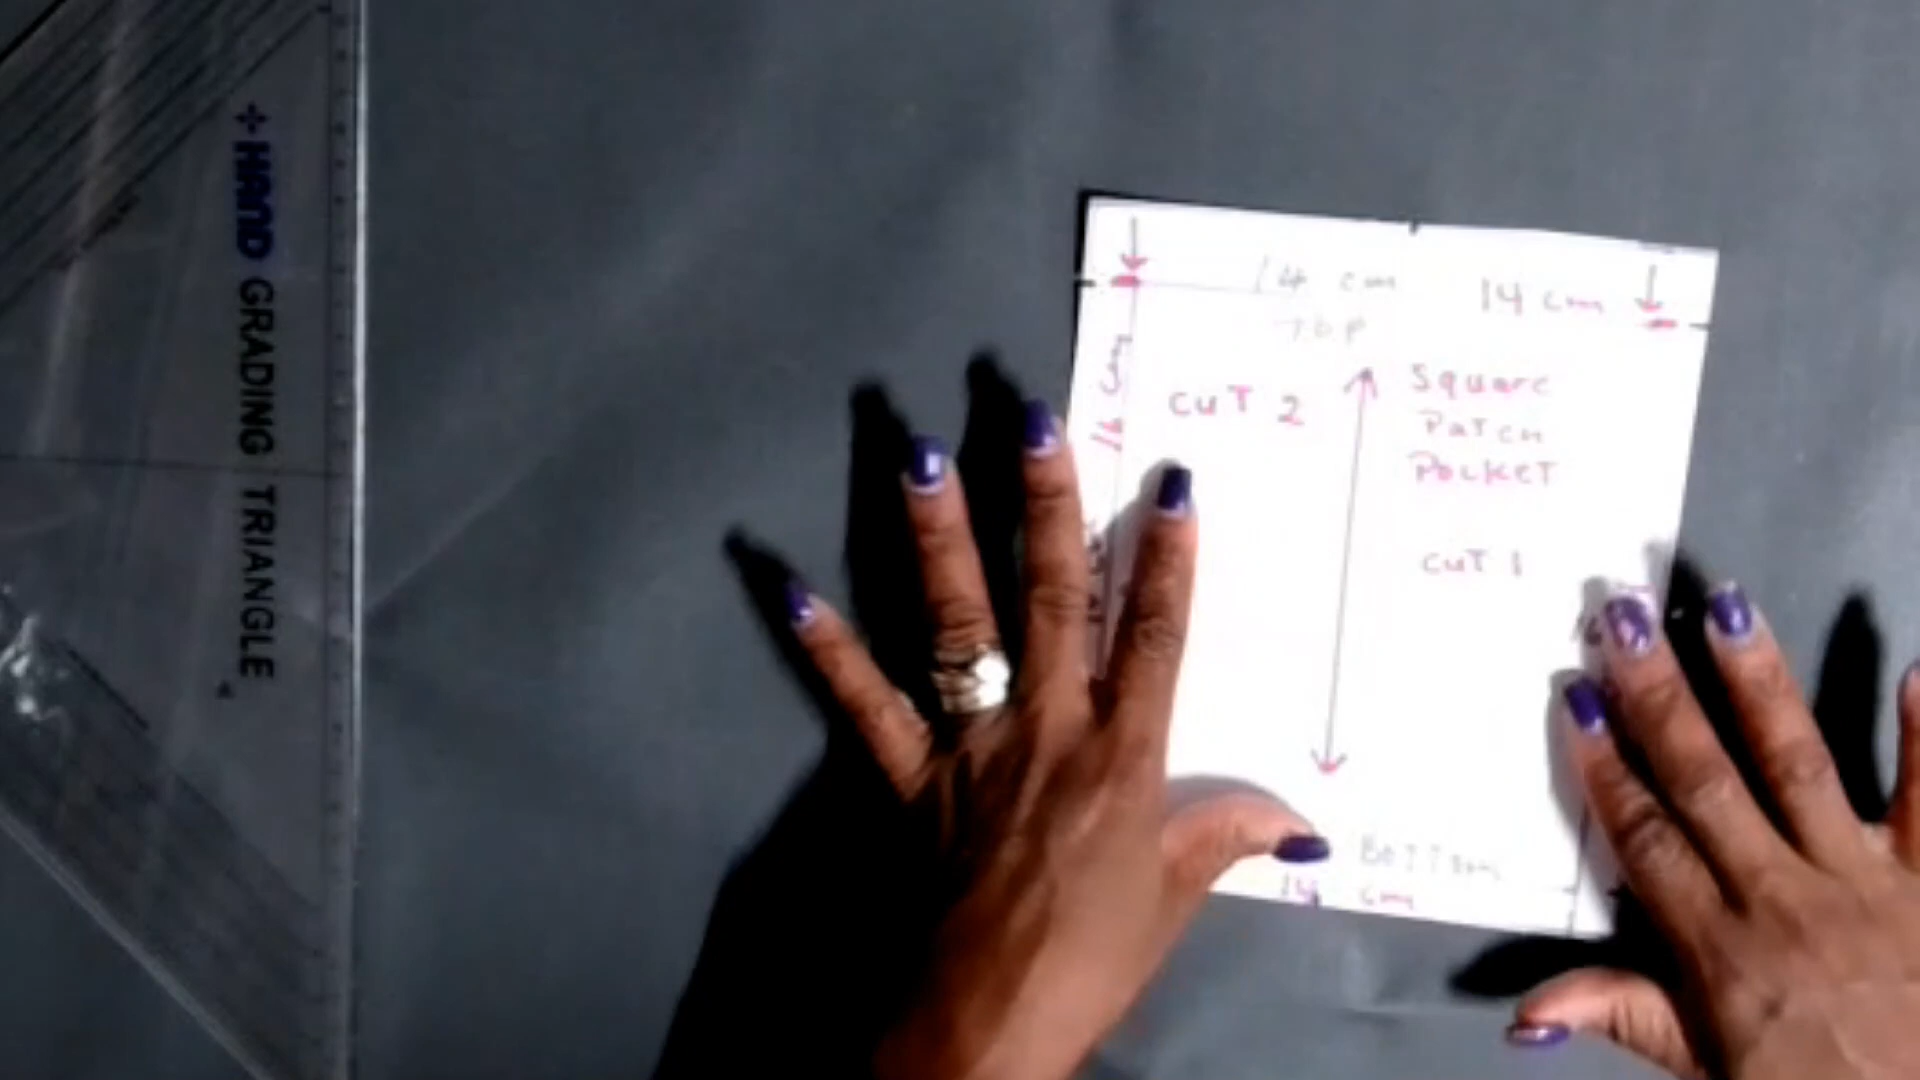 HAND GRADING TRIANGLE
14 cm
14 cm
TOP
16 cm
CUT 2
Square
Patch
Pocket
CUT 1
BOTTom
14 cm